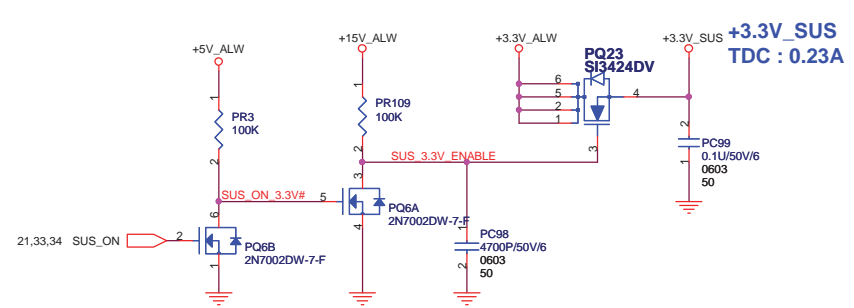 +5V_ALW
+15V_ALW
+3.3V_ALW
+3.3V_SUS
+3.3V_SUS
TDC : 0.23A
PQ23
SI3424DV
6
5
2
1
4
3
1
PR3
100K
2
1
PR109
100K
2
2
PC99
0.1U/50V/6
0603
50
1
SUS_3.3V_ENABLE
SUS_ON_3.3V#
5
3
PQ6A
2N7002DW-7-F
4
21,33,34
SUS_ON
2
6
PQ6B
2N7002DW-7-F
1
1
PC98
4700P/50V/6
0603
50
2